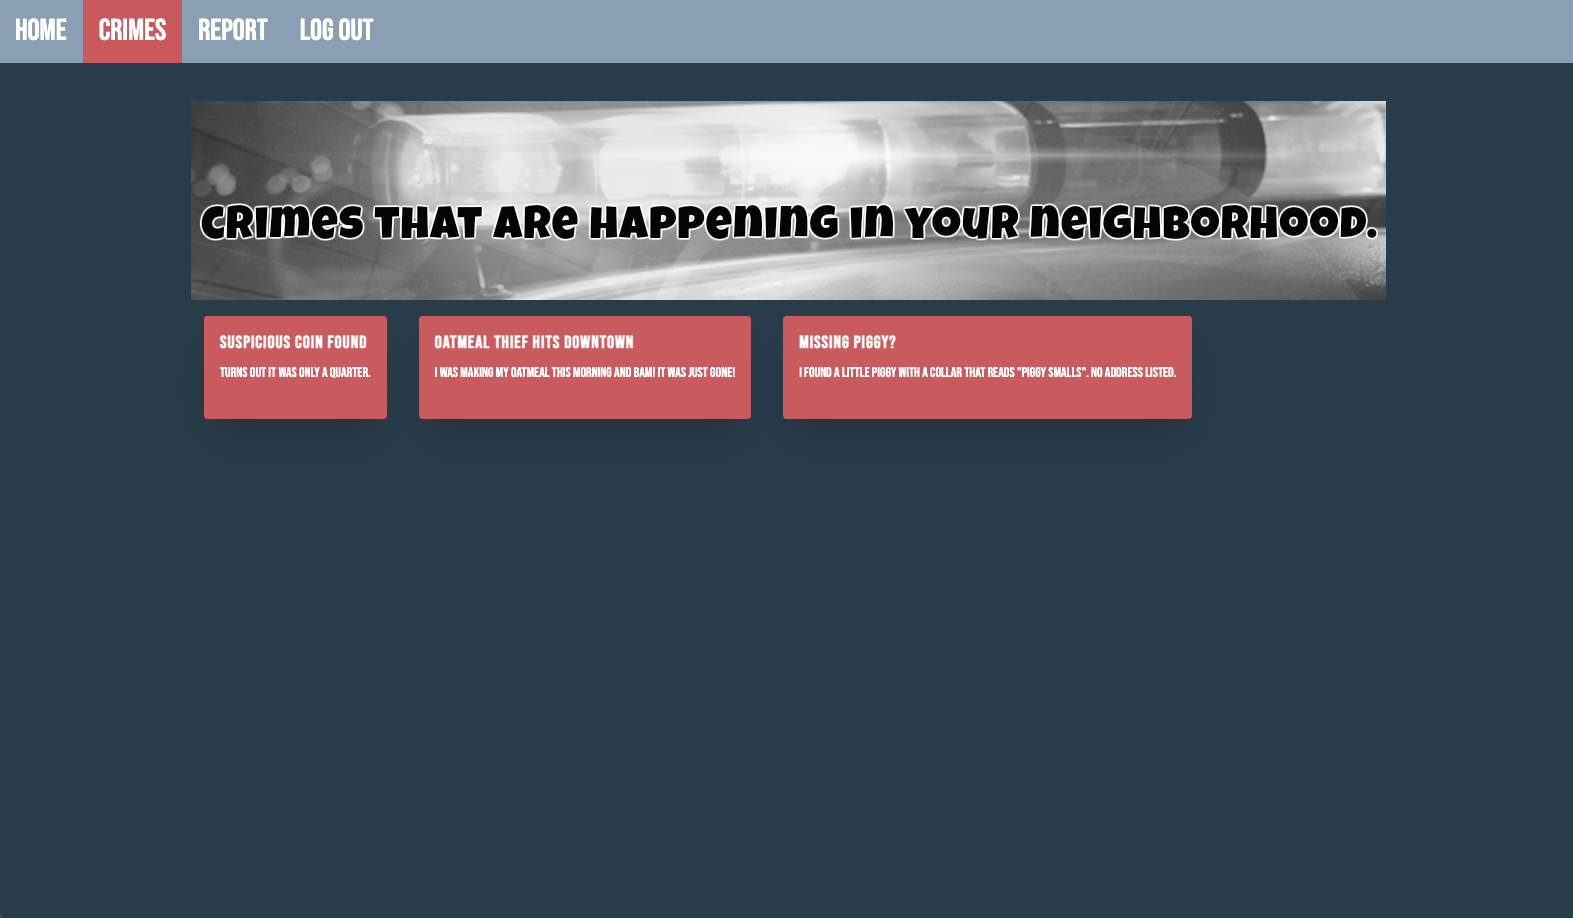 HOME CRIMES REPORT LOG OUT
CRIMES THAT ARE HAPPENING IN YOUR NEIGHBORHOOD.
SUSPICIOUS COIN FOUND
TURNS OUT IT WAS ONLY A QUARTER.
OATMEAL THIEF HITS DOWNTOWN
I WAS MAKING MY OATMEAL THIS MORNING AND BAM! IT WAS JUST GONE!
MISSING PIGGY?
I FOUND A LITTLE PIGGY WITH A COLLAR THAT READS "PIGGY SMALLS". NO ADDRESS LISTED.